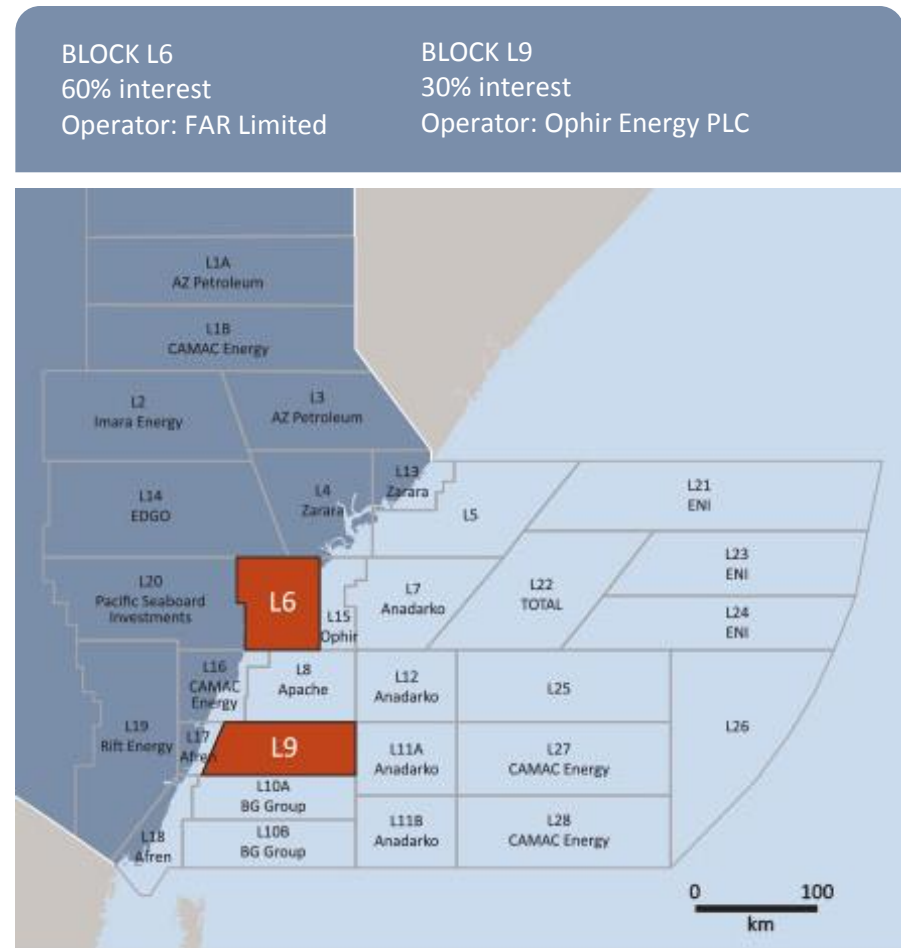 BLOCK L6
60% interest
Operator: FAR Limited
BLOCK L9
30% interest
Operator: Ophir Energy PLC
L1A
AZ Petroleum
L1B
CAMAC Energy
L2
Imara Energy
L3
AZ Petroleum
L13
Zarara
L14
EDGO
L4
Zarara
L5
L21
ENI
L23
ENI
L20
Pacific Seaboard
Investments
L6
L15
Ophir
L7
Anadarko
L22
TOTAL
L24
ENI
L16
CAMAC
Energy
L8
Apache
L12
Anadarko
L25
L26
L19
Rift Energy
L17
Afren
L9
L11A
Anadarko
L27
CAMAC Energy
L10A
BG Group
L18
Afren
L10B
BG Group
L11B
Anadarko
L28
CAMAC Energy
0 100
km